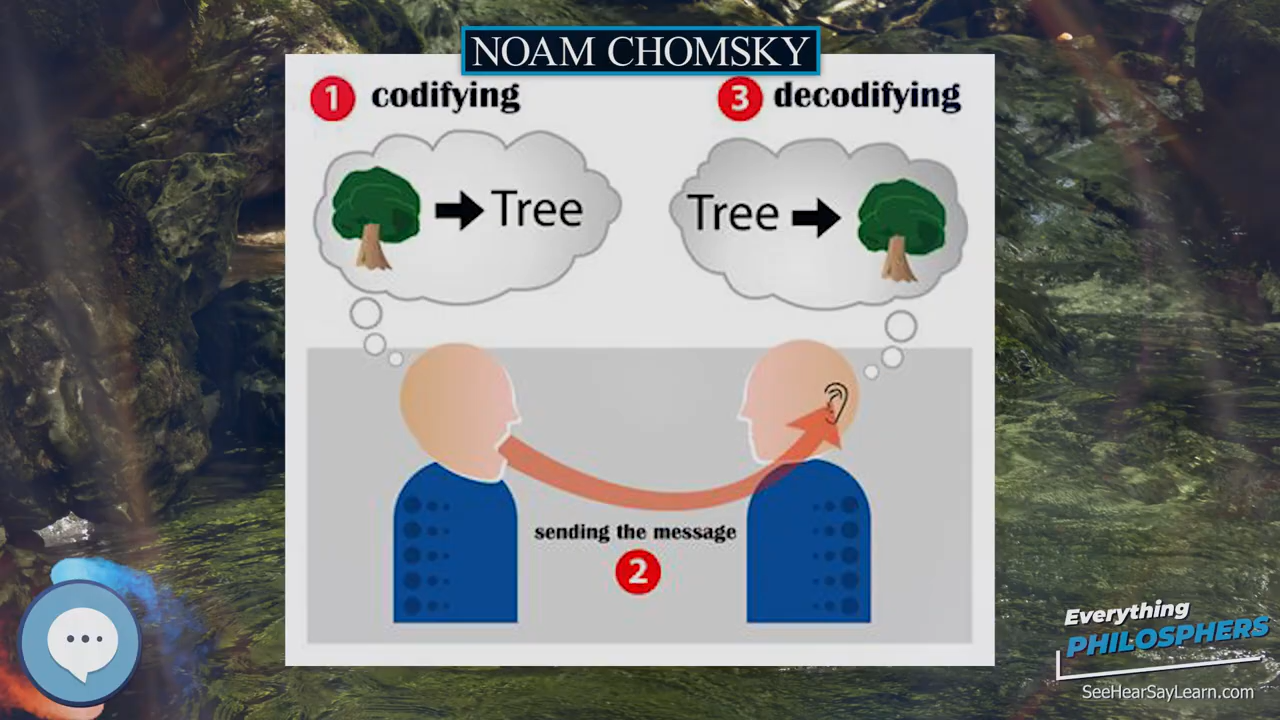 NOAM CHOMSKY
1 codifying
3 decodifying
Tree
Tree
sending the message
2
Everything
PHILOSPHERS
SeeHearSayLearn.com